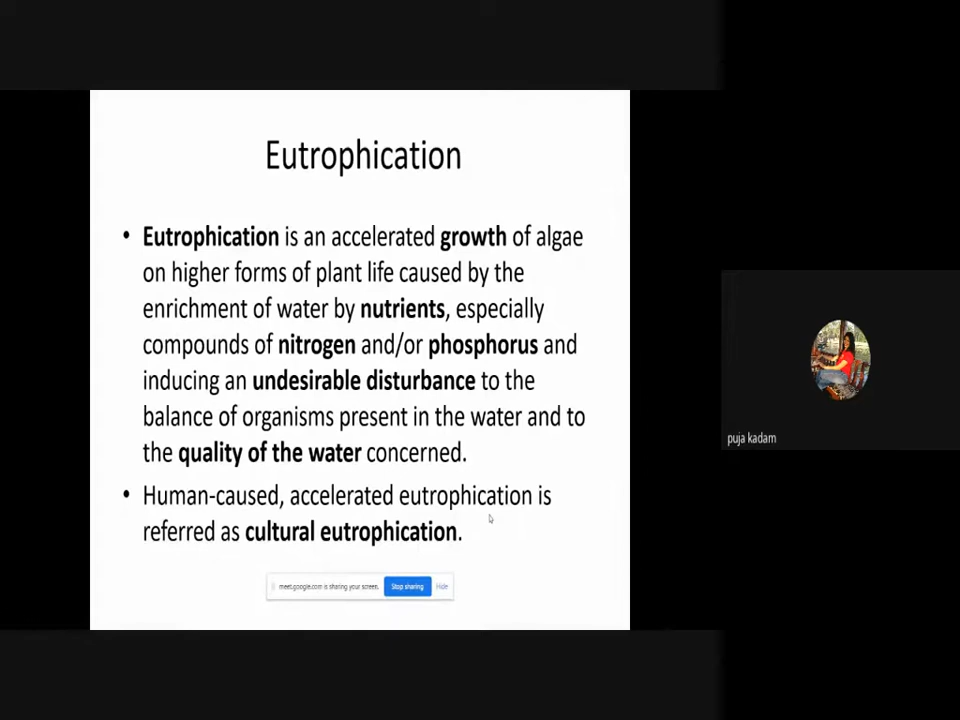 Eutrophication
• Eutrophication is an accelerated growth of algae
on higher forms of plant life caused by the
enrichment of water by nutrients, especially
compounds of nitrogen and/or phosphorus and
inducing an undesirable disturbance to the
balance of organisms present in the water and to
the quality of the water concerned.
• Human-caused, accelerated eutrophication is
referred as cultural eutrophication.
meet.google.com is sharing your screen. Stop sharing Hide
puja kadam